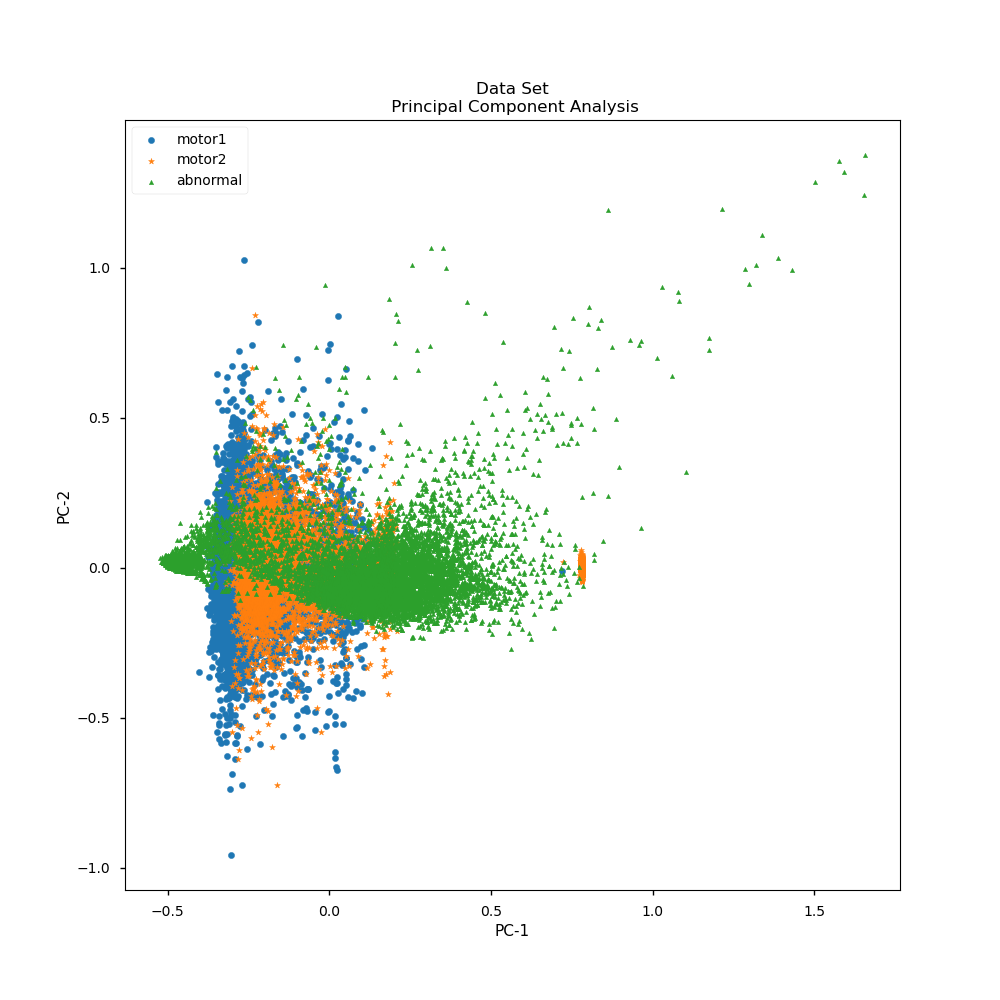 Data Set
Principal Component Analysis
motor1
motor2
abnormal
1.0
0.5
0.0
−0.5
−1.0
PC-2
−0.5
0.0
0.5
1.0
1.5
PC-1